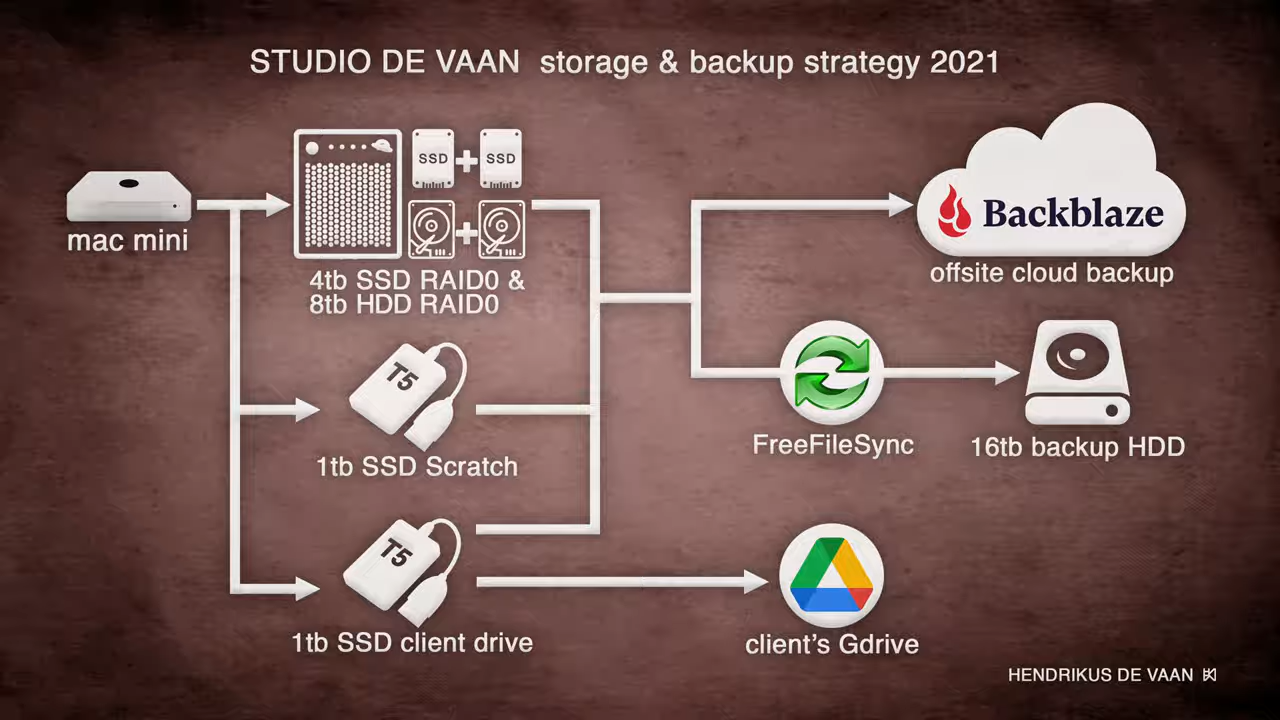 STUDIO DE VAAN storage & backup strategy 2021
SSD + SSD
mac mini
4tb SSD RAID0 &
8tb HDD RAID0
T5
1tb SSD Scratch
T5
1tb SSD client drive
Backblaze
offsite cloud backup
FreeFileSync
16tb backup HDD
client's Gdrive
HENDRIKUS DE VAAN